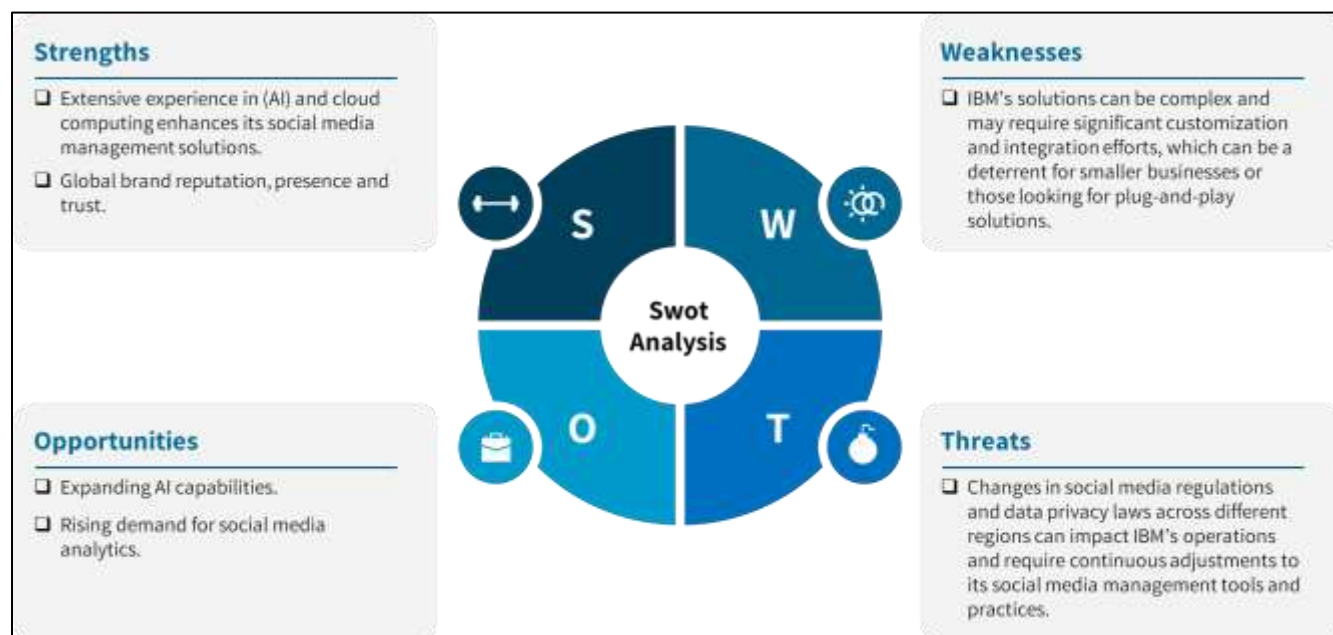 Strengths
❑ Extensive experience in (AI) and cloud
computing enhances its social media
management solutions.
❑ Global brand reputation, presence and
trust.
Weaknesses
❑ IBM's solutions can be complex and
may require significant customization
and integration efforts, which can be a
deterrent for smaller businesses or
those looking for plug-and-play
solutions.
S
W
Swot
Analysis
O
T
Opportunities
❑ Expanding AI capabilities.
❑ Rising demand for social media
analytics.
Threats
❑ Changes in social media regulations
and data privacy laws across different
regions can impact IBM's operations
and require continuous adjustments to
its social media management tools and
practices.